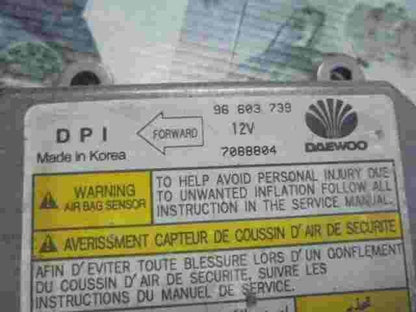 96 603 739
DPI
FORWARD
12V
Made in Korea
7088804
DAEWOO
WARNING
AIR BAG SENSOR
TO HELP AVOID PERSONAL INJURY DUE
TO UNWANTED INFLATION FOLLOW ALL
INSTRUCTION IN THE SERVICE MANUAL.
AVERISSMENT CAPTEUR DE COUSSIN D'AIR DE SECURITE
AFIN D'EVITER TOUTE BLESSURE LORS D'UN GONFLEMENT
DU COUSSIN D'AIR DE SECURITE, SUIVRE LES
INSTRUCTIONS DU MANUEL DE SERVICE.